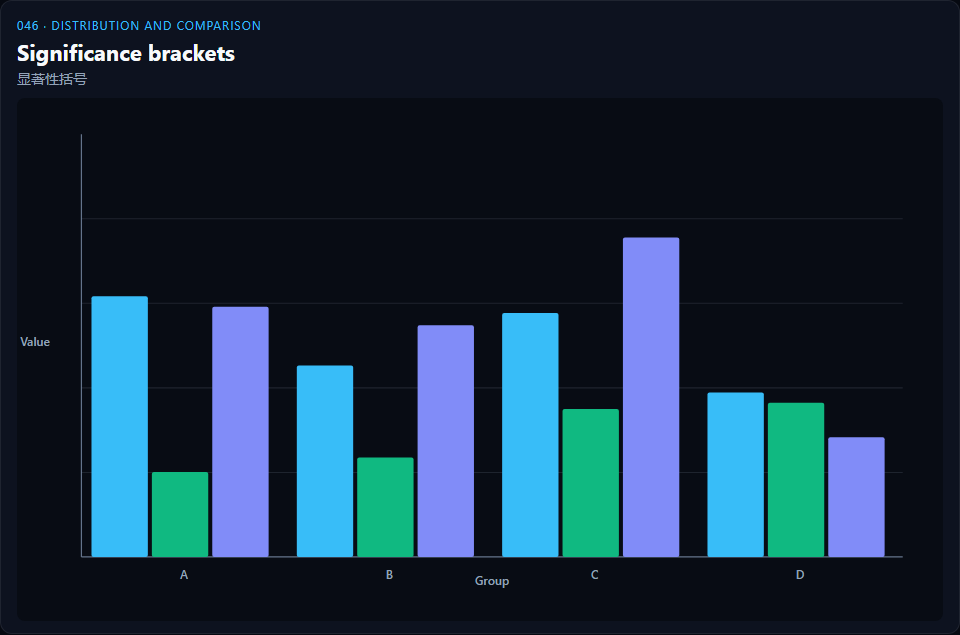 046 · DISTRIBUTION AND COMPARISON
Significance brackets
显著性括号
Value
A
B
C
D
Group